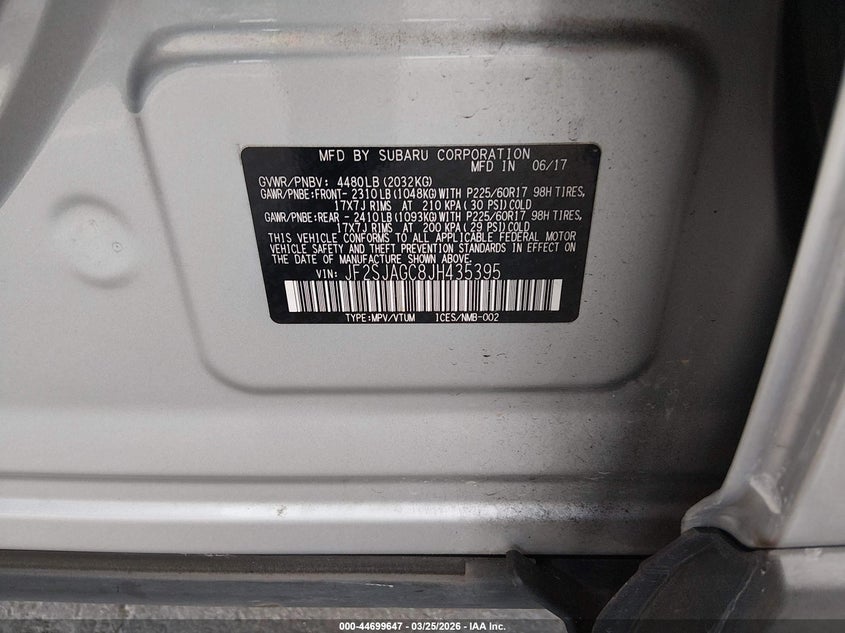 MFD BY SUBARU CORPORATION
MFD IN 06/17
GVWR/PNBV: 4480LB(2032KG)
GAWR/PNBE:FRONT-2310LB(1048KG)WITH P225/60R17 98H TIRES,
17X7J RIMS AT 210 KPA(30 PSI)COLD
GAWR/PNBE:REAR -2410LB(1093KG)WITH P225/60R17 98H TIRES,
17X7J RIMS AT 200 KPA(29 PSI)COLD
THIS VEHICLE CONFORMS TO ALL APPLICABLE FEDERAL MOTOR
VEHICLE SAFETY AND THEFT PREVENTION STANDARDS IN EFFECT ON
THE DATE OF MANUFACTURE SHOWN ABOVE.
VIN: JF2SJAGC8JH435395
TYPE:MPV/VTUM ICES/NMB-002
000-44699647 - 03/25/2026 - IAA Inc.